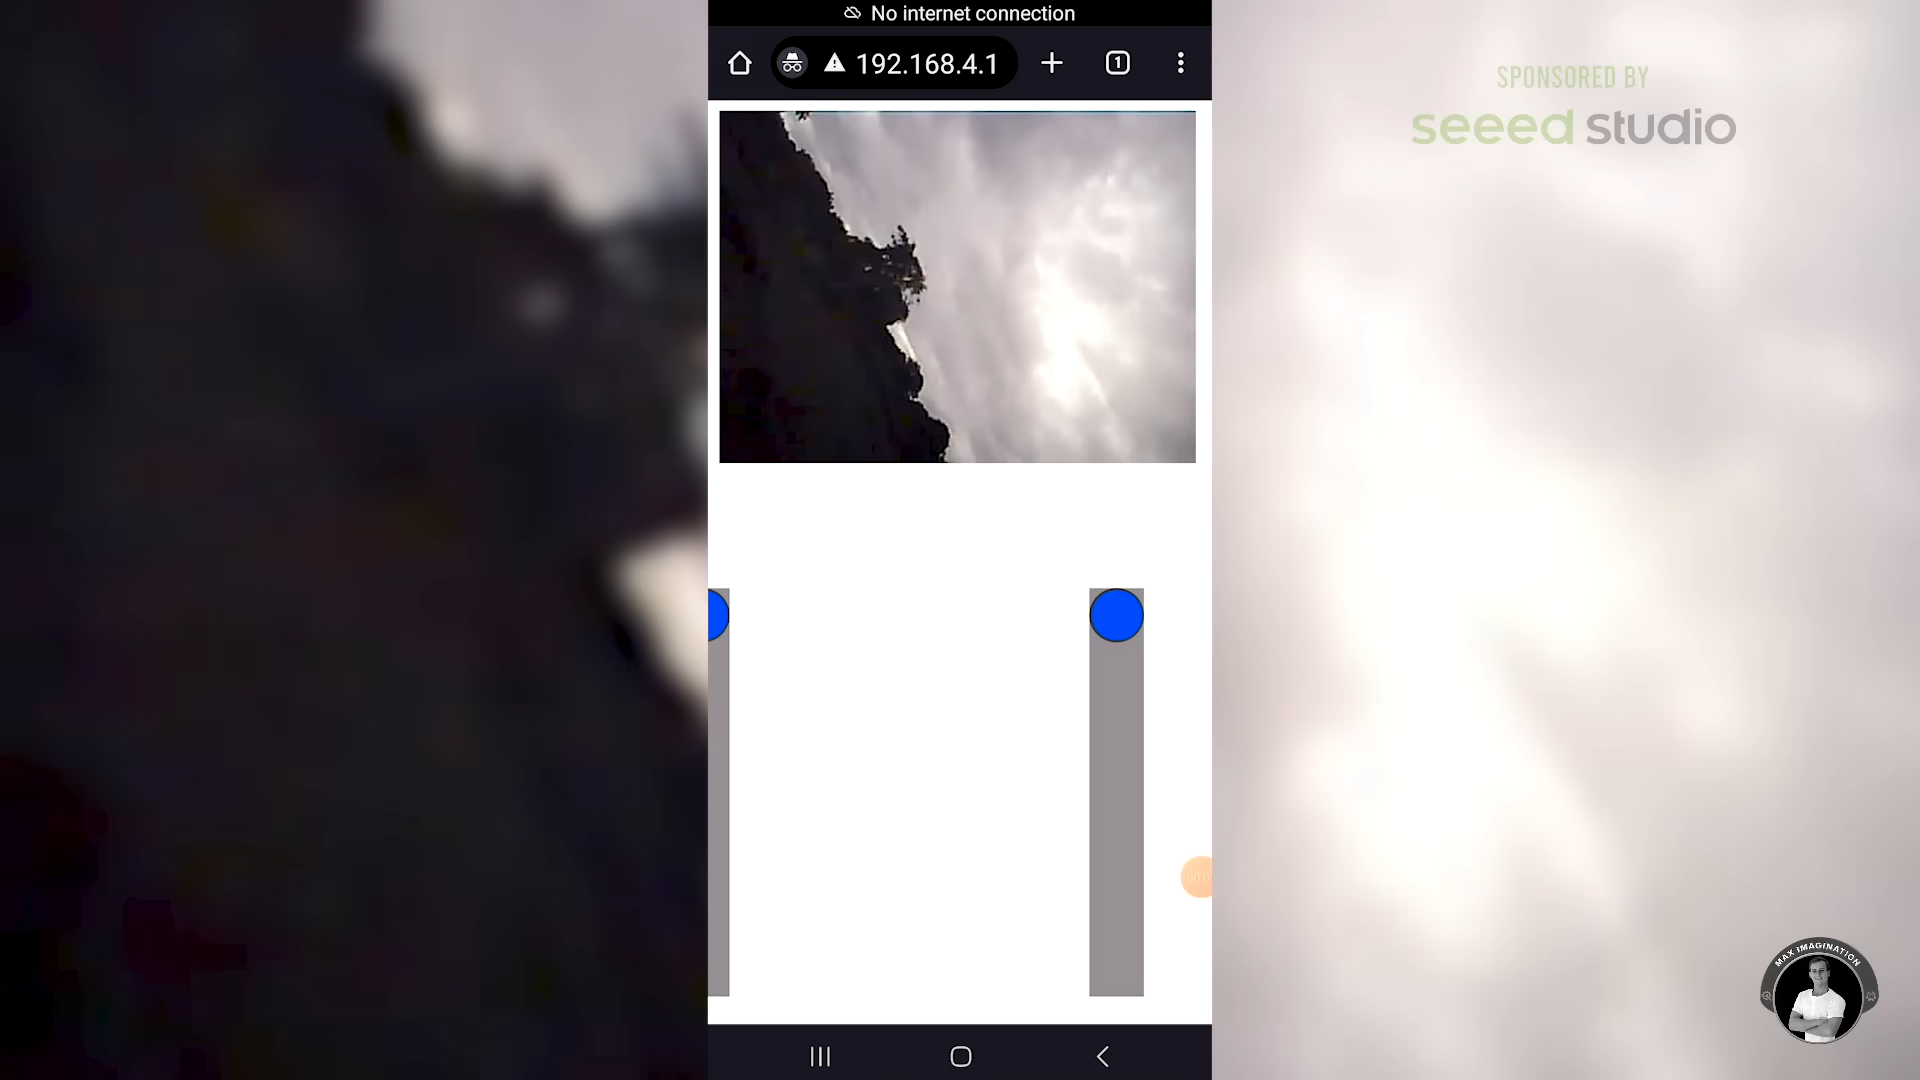 No internet connection
192.168.4.1
1
SPONSORED BY
seeed studio
MAX IMAGINATION